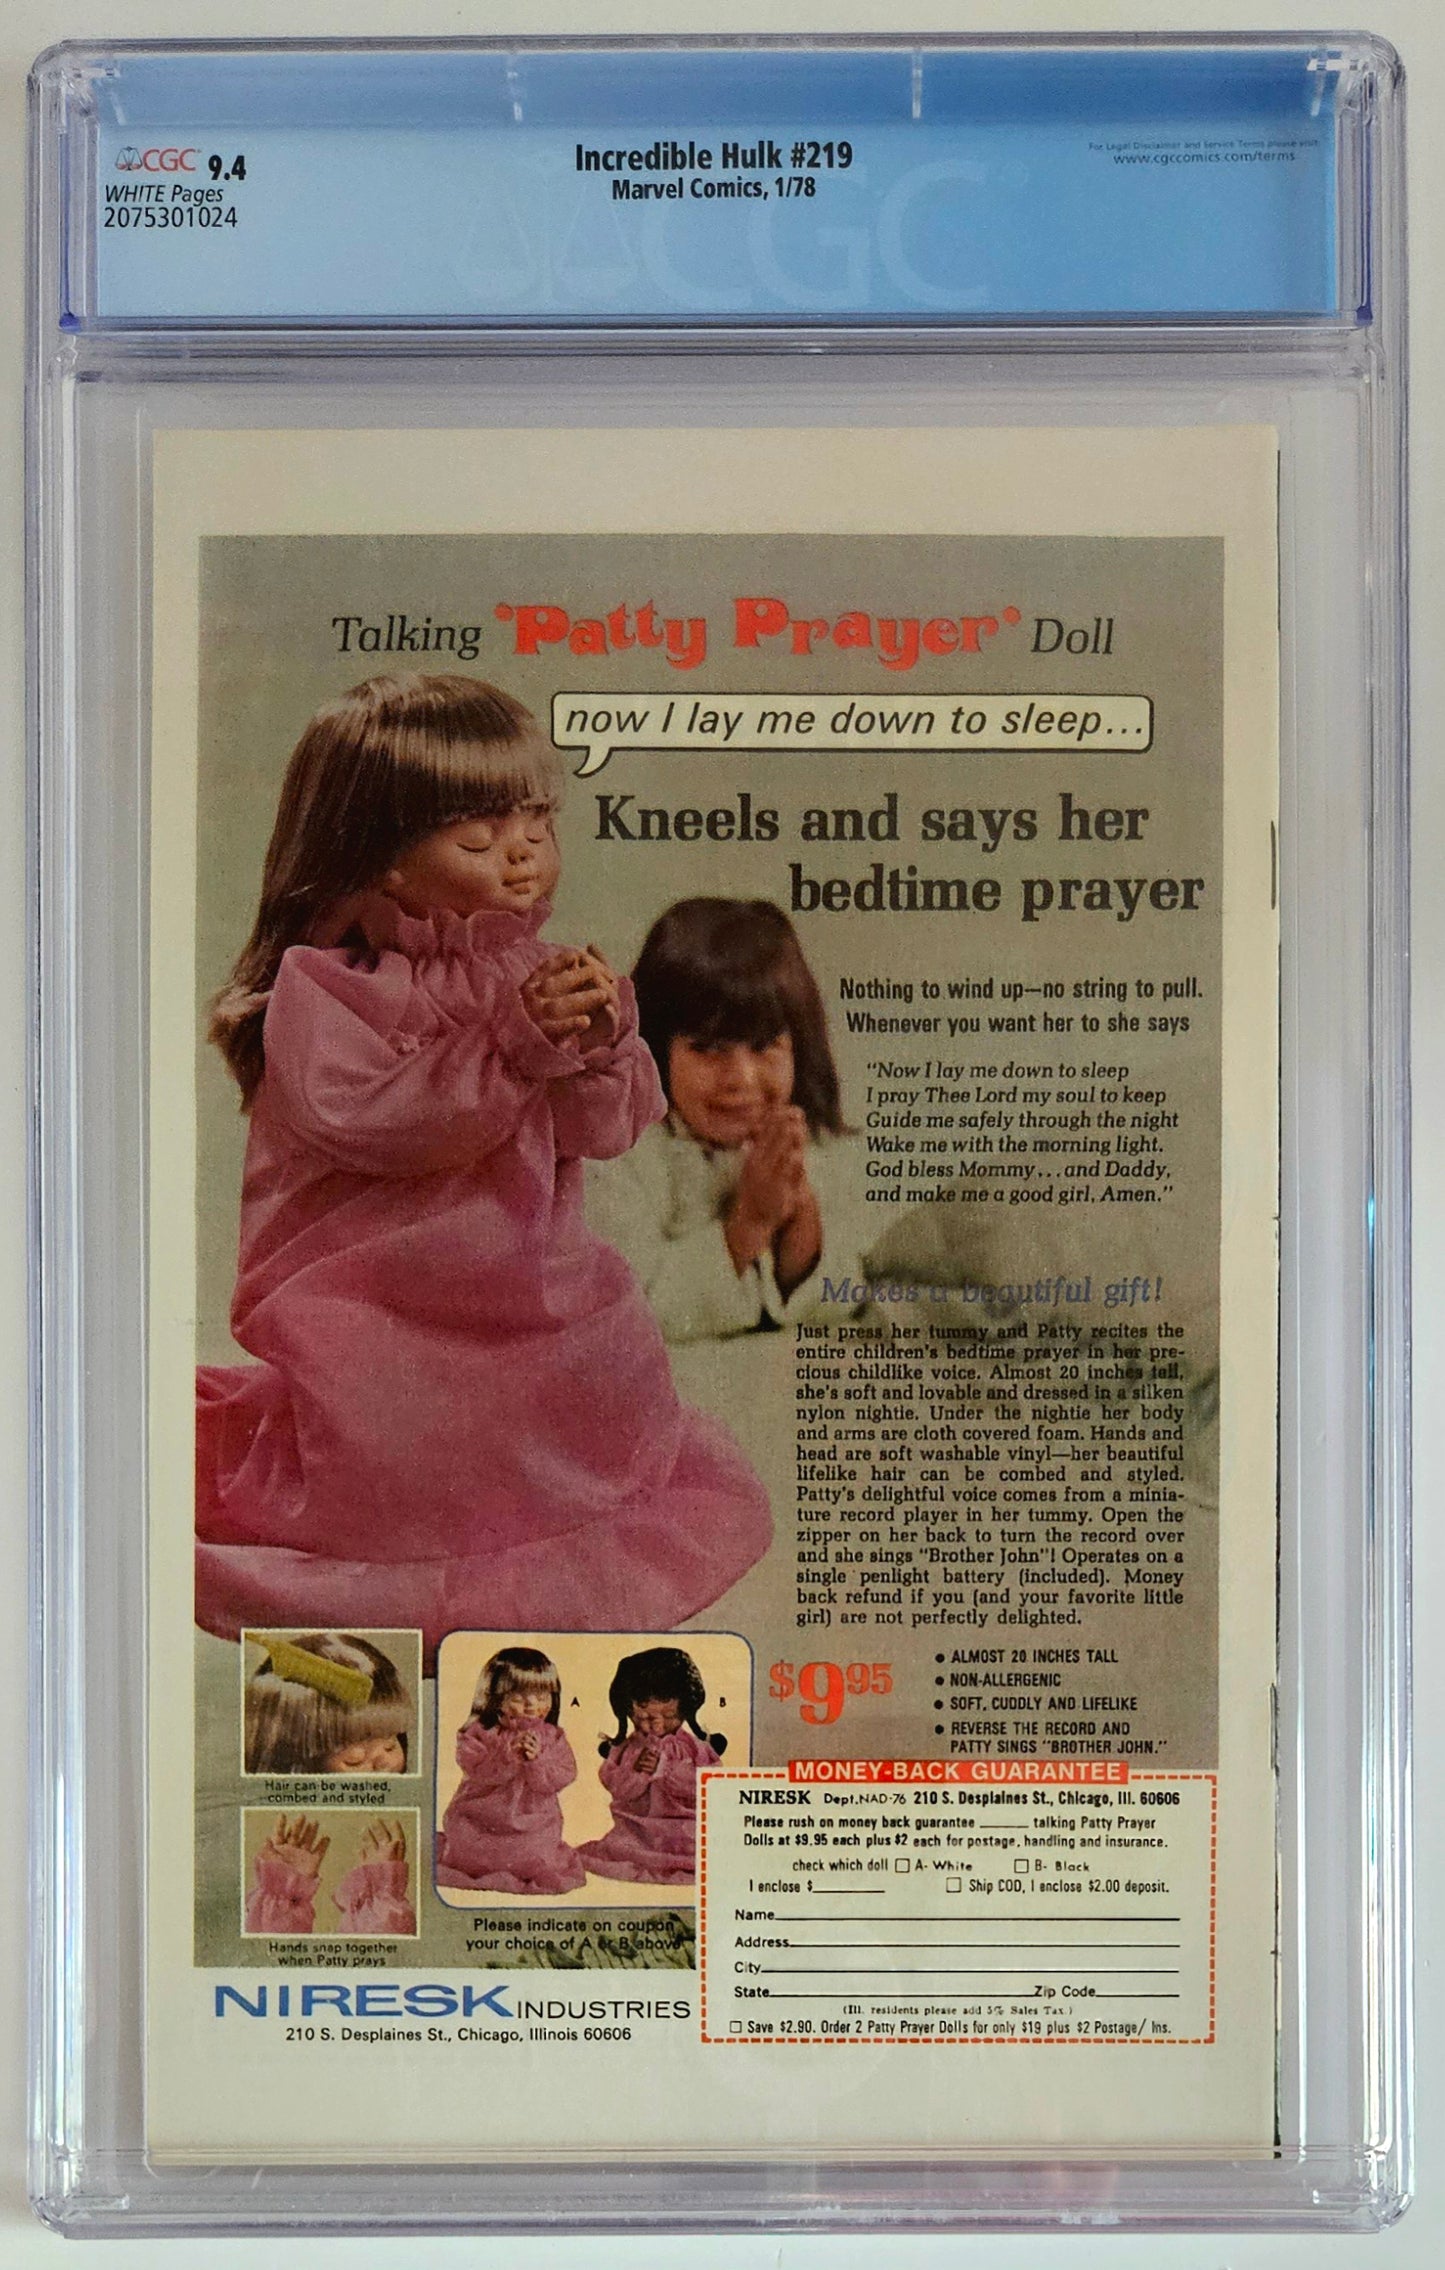 CGC 9.4
WHITE Pages
2075301024
Incredible Hulk #219
Marvel Comics, 1/78
For Legal Disclaimer and Service Terms please visit:
www.cgccomics.com/terms
CGC
Talking 'Patty Prayer' Doll
now I lay me down to sleep...
Kneels and says her
bedtime prayer
Nothing to wind up—no string to pull.
Whenever you want her to she says
"Now I lay me down to sleep
I pray Thee Lord my soul to keep
Guide me safely through the night
Wake me with the morning light.
God bless Mommy...and Daddy,
and make me a good girl, Amen."
Makes a beautiful gift!
Just press her tummy and Patty recites the
entire children's bedtime prayer in her pre-
cious childlike voice. Almost 20 inches tall,
she's soft and lovable and dressed in a silken
nylon nightie. Under the nightie her body
and arms are cloth covered foam. Hands and
head are soft washable vinyl—her beautiful
lifelike hair can be combed and styled.
Patty's delightful voice comes from a minia-
ture record player in her tummy. Open the
zipper on her back to turn the record over
and she sings "Brother John"! Operates on a
single penlight battery (included). Money
back refund if you (and your favorite little
girl) are not perfectly delighted.
$9 95
• ALMOST 20 INCHES TALL
• NON-ALLERGENIC
• SOFT, CUDDLY AND LIFELIKE
• REVERSE THE RECORD AND
PATTY SINGS "BROTHER JOHN."
Hair can be washed,
combed and styled
Hands snap together
when Patty prays
A
B
Please indicate on coupon
your choice of A or B above
NIRESK INDUSTRIES
210 S. Desplaines St., Chicago, Illinois 60606
MONEY-BACK GUARANTEE
NIRESK Dept.NAD-76 210 S. Desplaines St., Chicago, Ill. 60606
Please rush on money back guarantee ______ talking Patty Prayer
Dolls at $9.95 each plus $2 each for postage, handling and insurance.
check which doll □ A- White □ B- Black
I enclose $________ □ Ship COD, I enclose $2.00 deposit.
Name
Address
City
State Zip Code
(Ill. residents please add 5% Sales Tax.)
□ Save $2.90. Order 2 Patty Prayer Dolls for only $19 plus $2 Postage/ Ins.